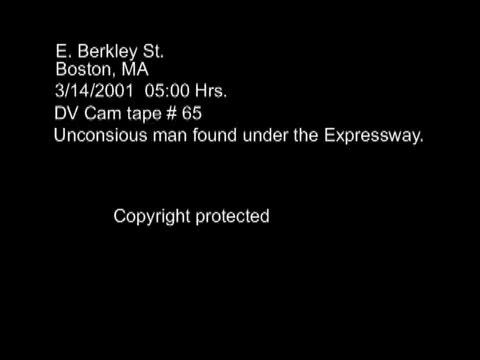 E. Berkley St.
Boston, MA
3/14/2001  05:00 Hrs.
DV Cam tape # 65
Unconsious man found under the Expressway.
Copyright protected